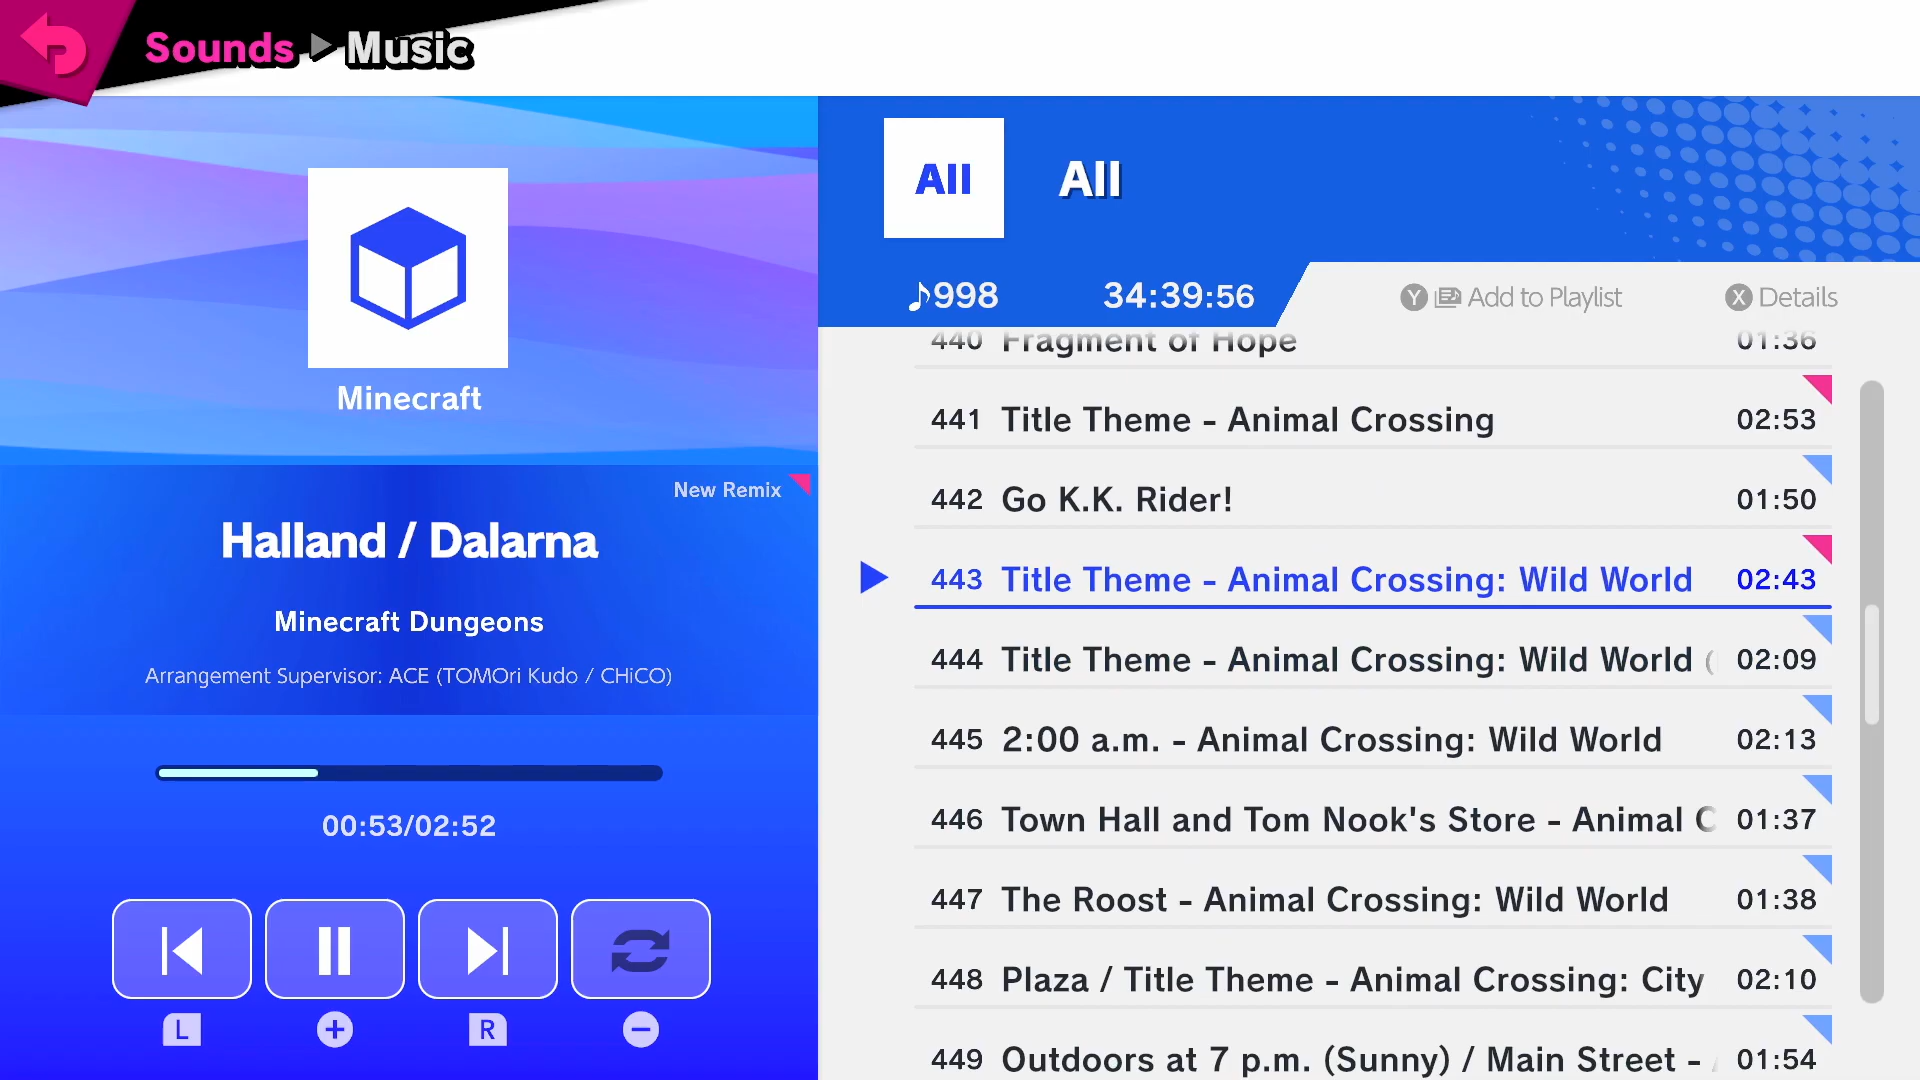 Sounds ▶ Music
Minecraft
New Remix
Halland / Dalarna
Minecraft Dungeons
Arrangement Supervisor: ACE (TOMOri Kudo / CHiCO)
00:53/02:52
L + R −
All All
♪998 34:39:56
Y Add to Playlist X Details
440 Fragment of Hope 01:36
441 Title Theme - Animal Crossing 02:53
442 Go K.K. Rider! 01:50
443 Title Theme - Animal Crossing: Wild World 02:43
444 Title Theme - Animal Crossing: Wild World ( 02:09
445 2:00 a.m. - Animal Crossing: Wild World 02:13
446 Town Hall and Tom Nook's Store - Animal C 01:37
447 The Roost - Animal Crossing: Wild World 01:38
448 Plaza / Title Theme - Animal Crossing: City 02:10
449 Outdoors at 7 p.m. (Sunny) / Main Street - 01:54